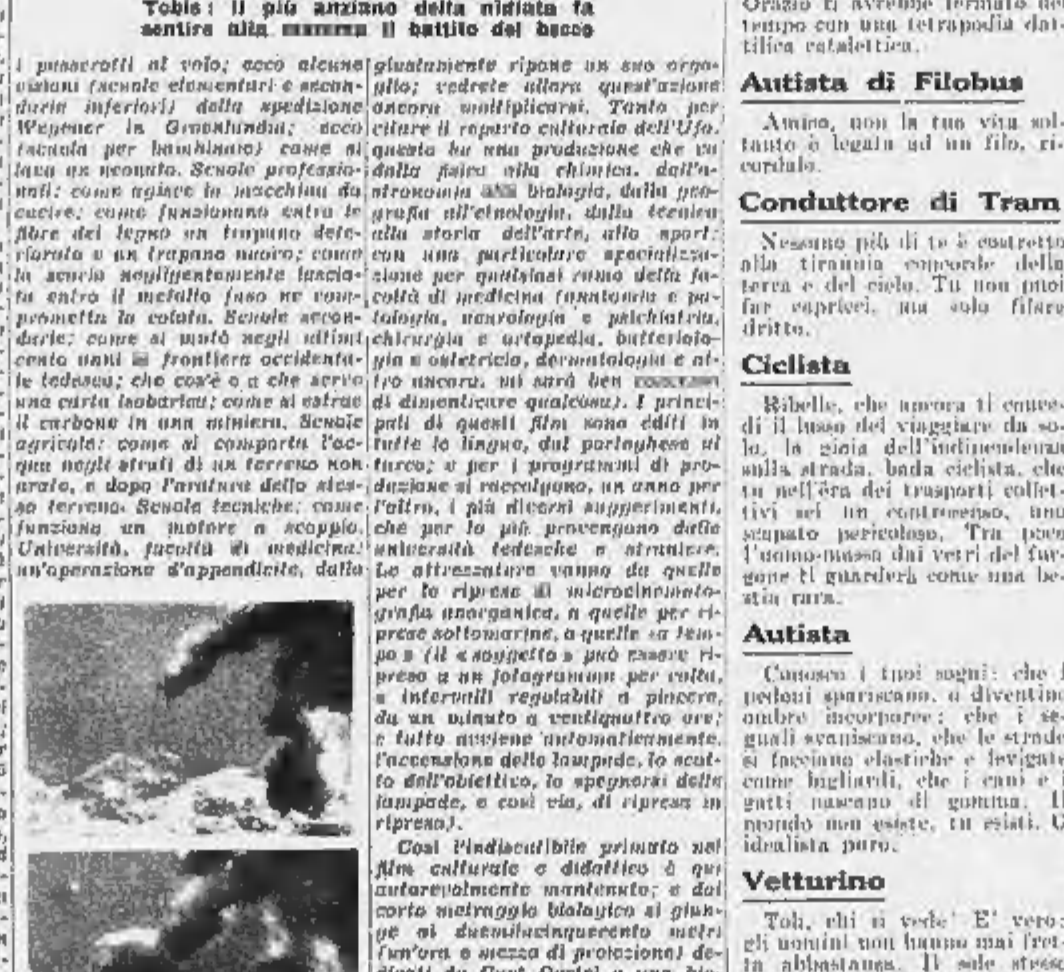 Tobis: Il più anziano della nidiata fa
sentire alla il battito del becco
i passerotti al volo; ecco alcune
visioni (scuole elementari e secon-
darie inferiori) dalla spedizione
Wegener in Groenlandia; ecco
(scuola per bambinaie) come si
lava un neonato. Scuole professio-
nali: come agisce la macchina da
cucire; come funzionano entro le
fibre del legno un trapano dete-
riorato e un trapano nuovo; come
la scoria negligentemente lascia-
ta entro il metallo fuso ne com-
prometta la colata. Scuole secon-
darie: come si mutò negli ultimi
cento anni la frontiera occidenta-
le tedesca; che cos'è e a che serve
una carta isobarica; come si estrae
il carbone in una miniera. Scuole
agricole: come si comporta l'ac-
qua negli strati di un terreno non
arato, e dopo l'aratura dello stes-
so terreno. Scuole tecniche: come
funziona un motore a scoppio.
Università, facoltà di medicina:
un'operazione d'appendicite, dalla
giustamente ripone un suo orgo-
glio; vedrete allora quest'azione
ancora moltiplicarsi. Tanto per
citare il reparto culturale dell'Ufa,
questo ha una produzione che va
dalla fisica alla chimica, dall'a-
stronomia alla biologia, dalla geo-
grafia all'etnologia, dalla tecnica
alla storia dell'arte, allo sport;
con una particolare specializza-
zione per qualsiasi ramo della fa-
coltà di medicina (anatomia e pa-
tologia, neurologia e psichiatria,
chirurgia e ortopedia, batteriolo-
gia e ostetricia, dermatologia e al-
tro ancora, mi sarà ben
di dimenticare qualcosa). I princi-
pali di questi film sono editi in
tutte le lingue, dal portoghese al
turco; e per i programmi di pro-
duzione si raccolgono, un anno per
l'altro, i più diversi suggerimenti,
che per lo più provengono dalle
università tedesche e straniere.
Le attrezzature vanno da quelle
per la ripresa di microcinemato-
grafia inorganica, a quelle per ri-
prese sottomarine, a quelle «a tem-
po» (il «soggetto» può essere ri-
preso a un fotogramma per volta,
a intervalli regolabili a piacere,
da un minuto a ventiquattro ore;
e tutto avviene automaticamente,
l'accensione delle lampade, lo scat-
to dell'obiettivo, lo spegnersi delle
lampade, e così via, di ripresa in
ripresa).
Così l'indiscutibile primato nel
film culturale e didattico è qui
autorevolmente mantenuto; e dal
corto metraggio biologico si giun-
ge ai duemilacinquecento metri
(un'ora e mezza di proiezione) de-
dicati da Curt Oertel a una bio-
Orazio ti avrebbe fermato nel
tempo con una tetrapodia dat-
tilica catalettica.
Autista di Filobus
Amico, non la tua vita sol-
tanto è legata ad un filo, ri-
cordalo.
Conduttore di Tram
Nessuno più di te è costretto
alla tirannia concorde della
terra e del cielo. Tu non puoi
far capricci, ma solo filare
dritto.
Ciclista
Ribelle, che ancora ti conce-
di il lusso del viaggiare da so-
lo, la gioia dell'indipendenza
sulla strada, bada ciclista, che
tu nell'èra dei trasporti collet-
tivi sei un controsenso, uno
scapato pericoloso. Tra poco
l'uomo-massa dai vetri del fur-
gone ti guarderà come una be-
stia rara.
Autista
Conosco i tuoi sogni: che i
pedoni spariscano, o diventino
ombre incorporee; che i se-
gnali svaniscano, che le strade
si facciano elastiche e levigate
come bigliardi, che i cani e i
gatti nascano di gomma. Il
mondo non esiste, tu esisti. O
idealista puro.
Vetturino
Toh, chi si vede! E' vero:
gli uomini non hanno mai fret-
ta abbastanza. Il sole stesso